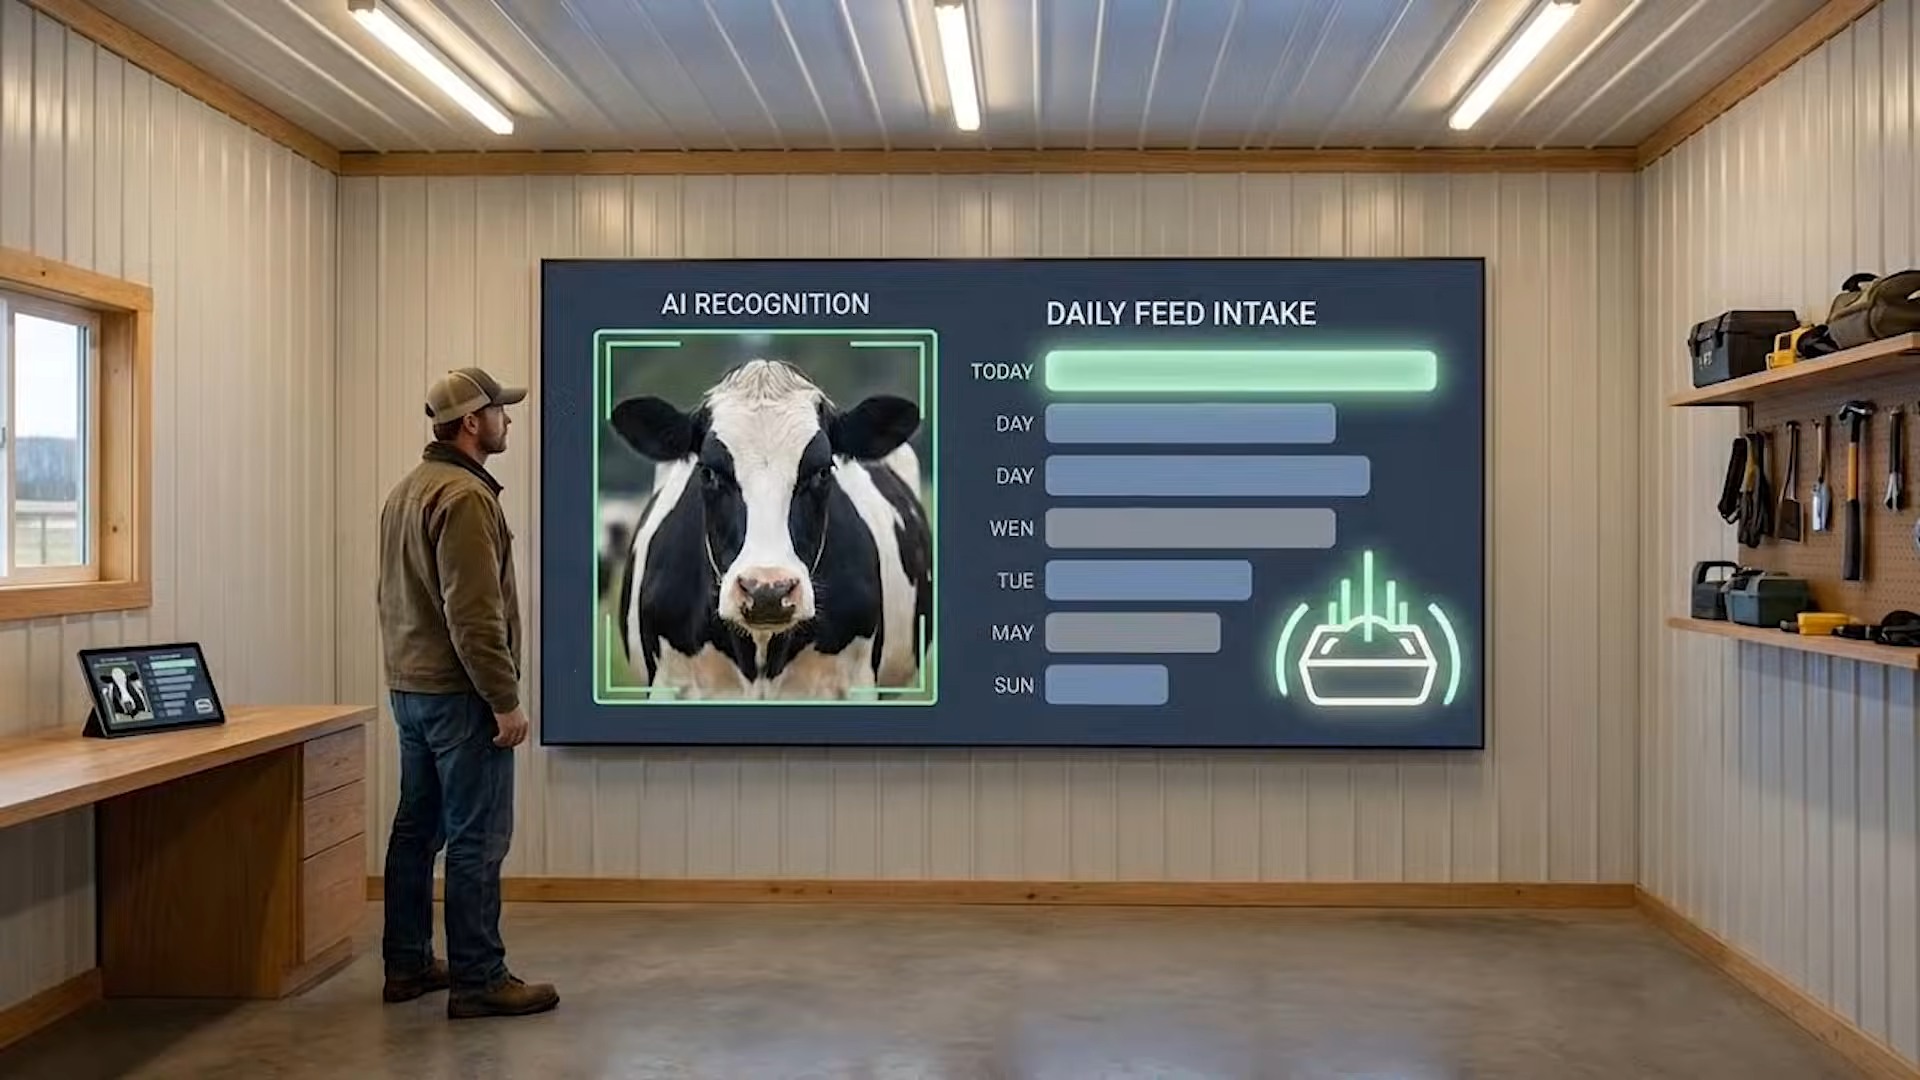 AI RECOGNITION
DAILY FEED INTAKE
TODAY
DAY
DAY
WEN
TUE
MAY
SUN